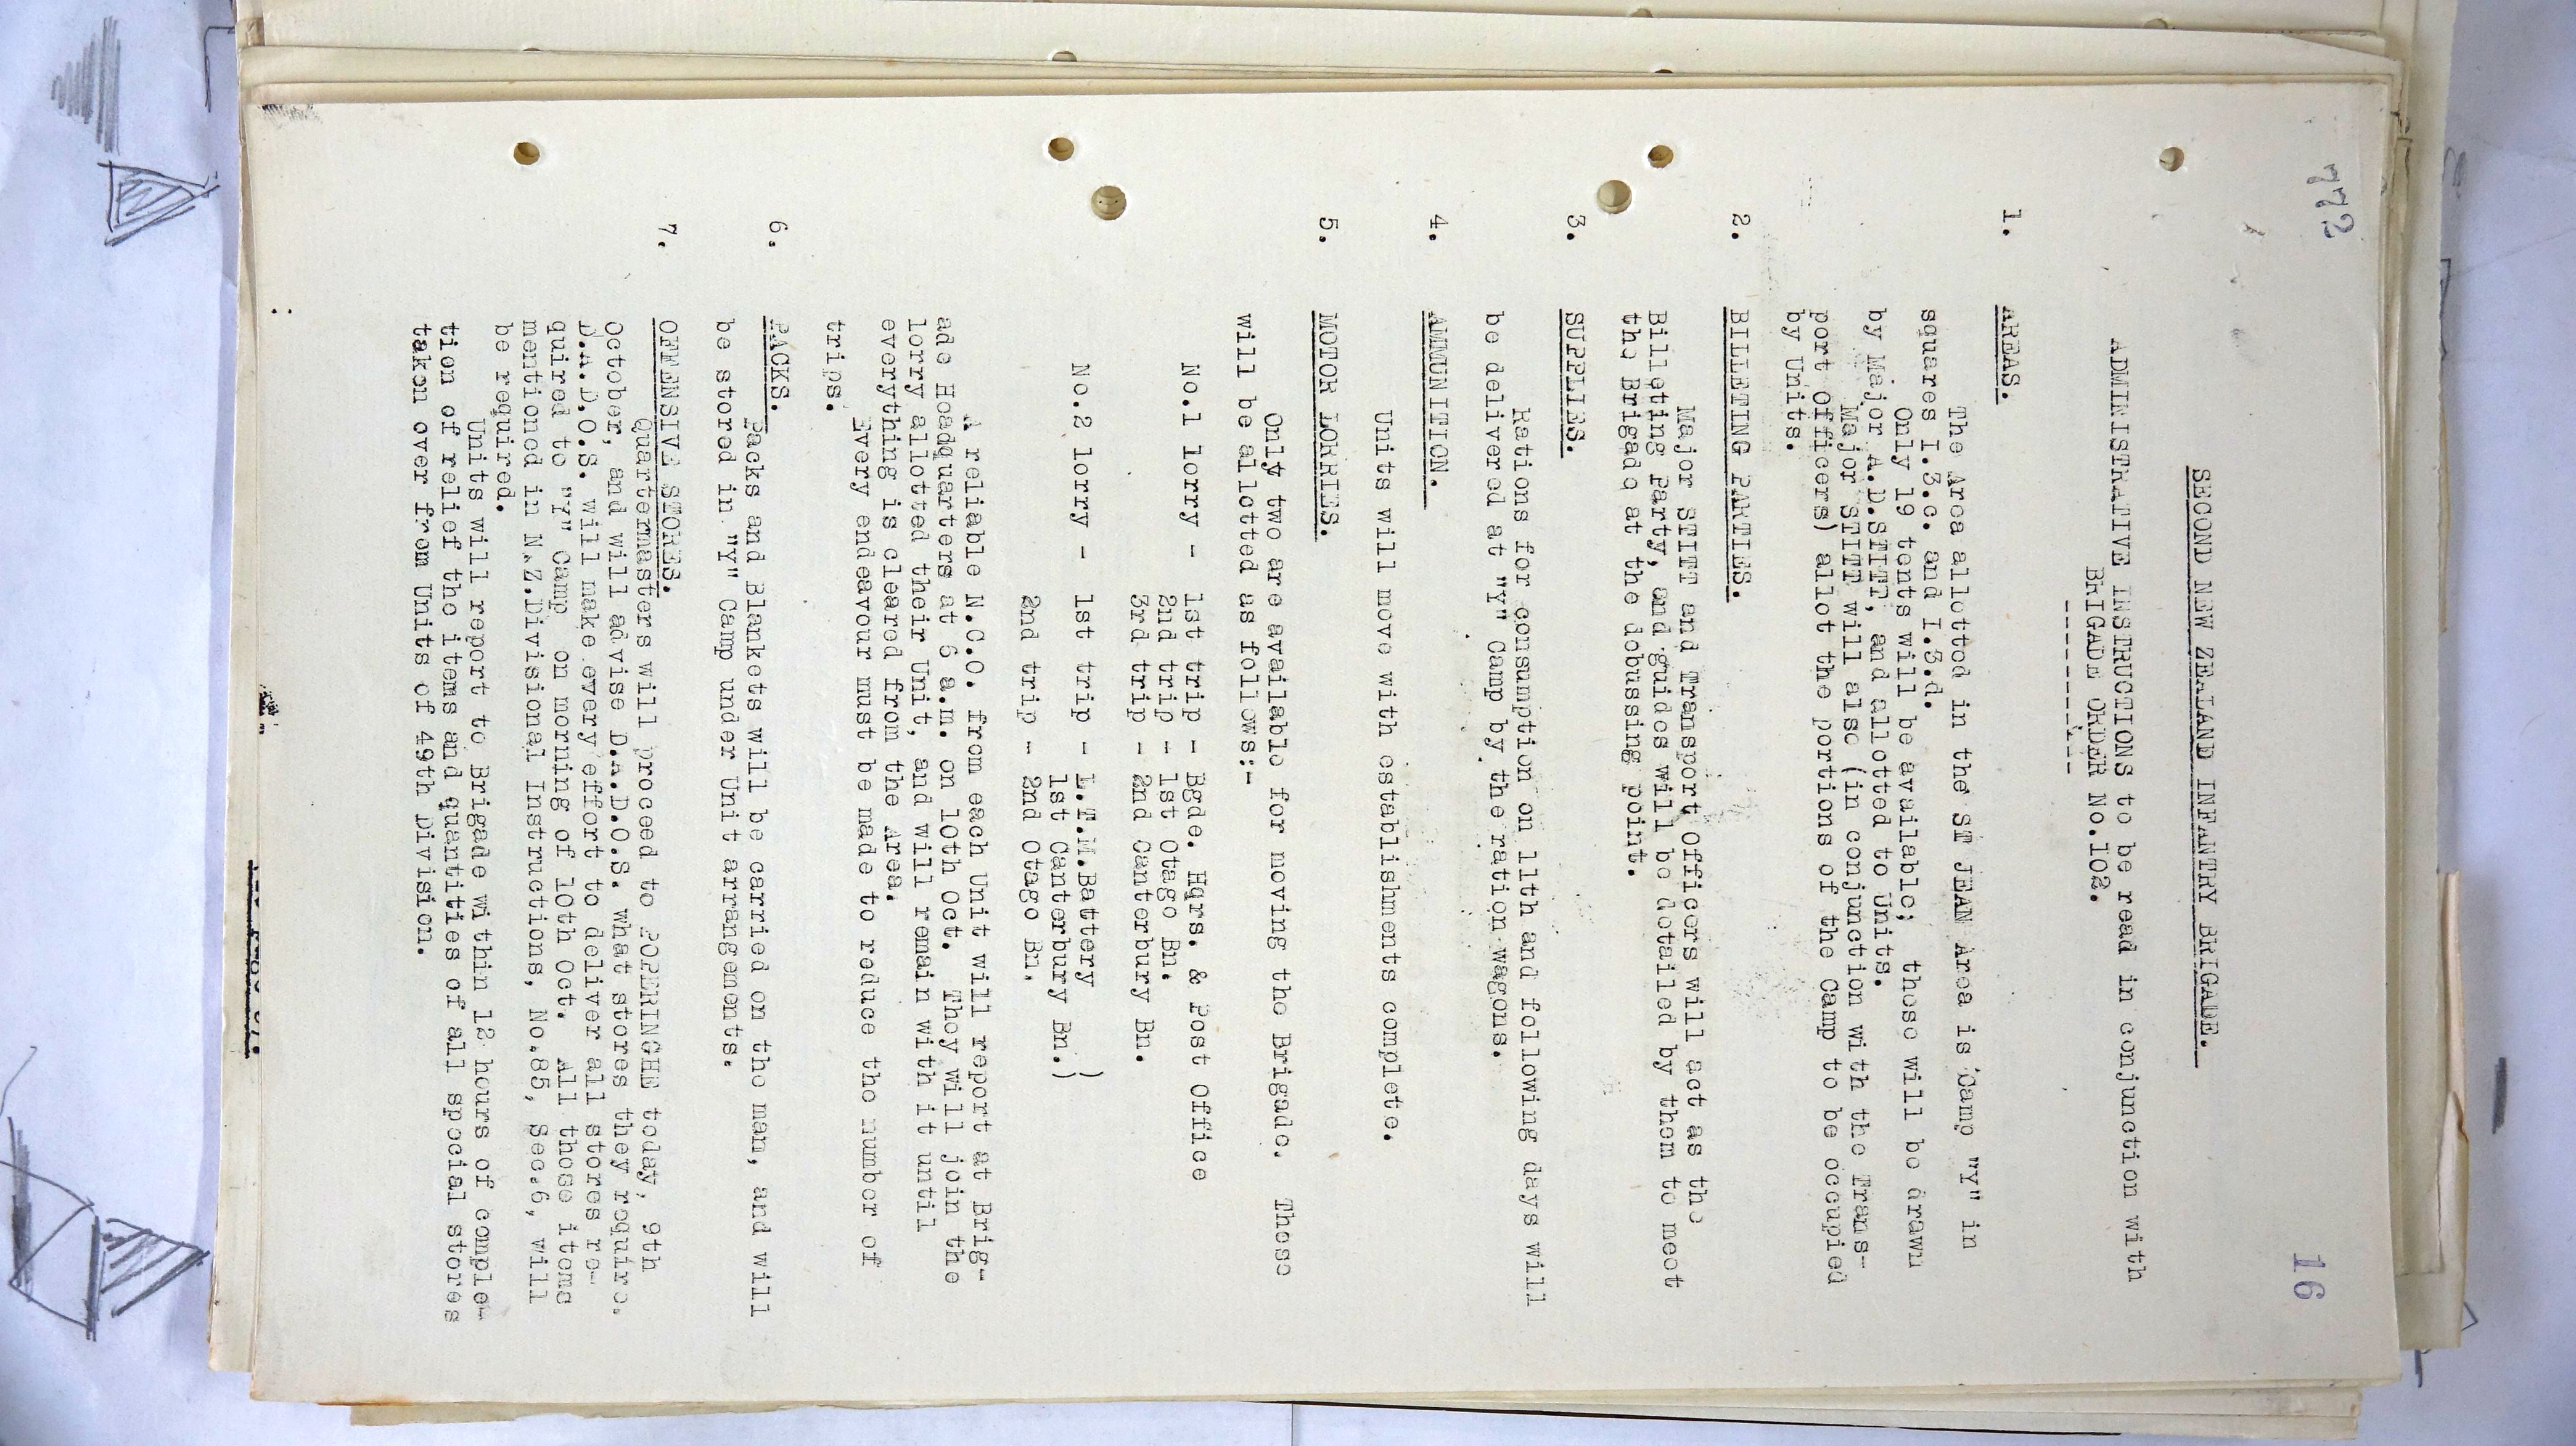 772
16
SECOND NEW ZEALAND INFANTRY BRIGADE.
ADMINISTRATIVE INSTRUCTIONS to be read in conjunction with
BRIGADE ORDER No.102.
-----------
1. AREAS.
The Area allotted in the ST JEAN Area is Camp "Y" in
squares I.3.c. and I.3.d.
Only 19 tents will be available; these will be drawn
by Major A.D.STITT, and allotted to Units.
Major STITT will also (in conjunction with the Trans-
port Officers) allot the portions of the Camp to be occupied
by Units.
2. BILLETING PARTIES.
Major STITT and Transport Officers will act as the
Billeting Party, and guides will be detailed by them to meet
the Brigade at the debussing point.
3. SUPPLIES.
Rations for consumption on 11th and following days will
be delivered at "Y" Camp by the ration wagons.
4. AMMUNITION.
Units will move with establishments complete.
5. MOTOR LORRIES.
Only two are available for moving the Brigade. These
will be allotted as follows:-
No.1 lorry - 1st trip - Bgde. Hqrs. & Post Office
2nd trip - 1st Otago Bn.
3rd trip - 2nd Canterbury Bn.
No.2 lorry - 1st trip - L.T.M.Battery )
1st Canterbury Bn.)
2nd trip - 2nd Otago Bn.
A reliable N.C.O. from each Unit will report at Brig-
ade Headquarters at 6 a.m. on 10th Oct. They will join the
lorry allotted their Unit, and will remain with it until
everything is cleared from the Area.
Every endeavour must be made to reduce the number of
trips.
6. PACKS.
Packs and Blankets will be carried on the man, and will
be stored in "Y" Camp under Unit arrangements.
7. OFFENSIVE STORES.
Quartermasters will proceed to POPERINGHE today, 9th
October, and will advise D.A.D.O.S. what stores they require.
D.A.D.O.S. will make every effort to deliver all stores re-
quired to "Y" Camp on morning of 10th Oct. All those items
mentioned in N.Z.Divisional Instructions, No.85, Sec.6, will
be required.
Units will report to Brigade within 12 hours of comple-
tion of relief the items and quantities of all special stores
taken over from Units of 49th Division.